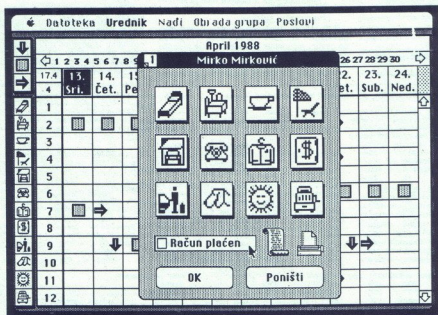 Datoteka Urednik Nađi Obrada grupa Poslovi
April 1988
1 2 3 4 5 6 7 8 9
26 27 28 29 30
1 Mirko Mirković
17.4 13. 14. 22. 23. 24.
4 Sri. Čet. Pe et. Sub. Ned.
1
2
3
4
5
6
7
8
9
10
11
12
$
$
Račun plaćen
OK Poništi